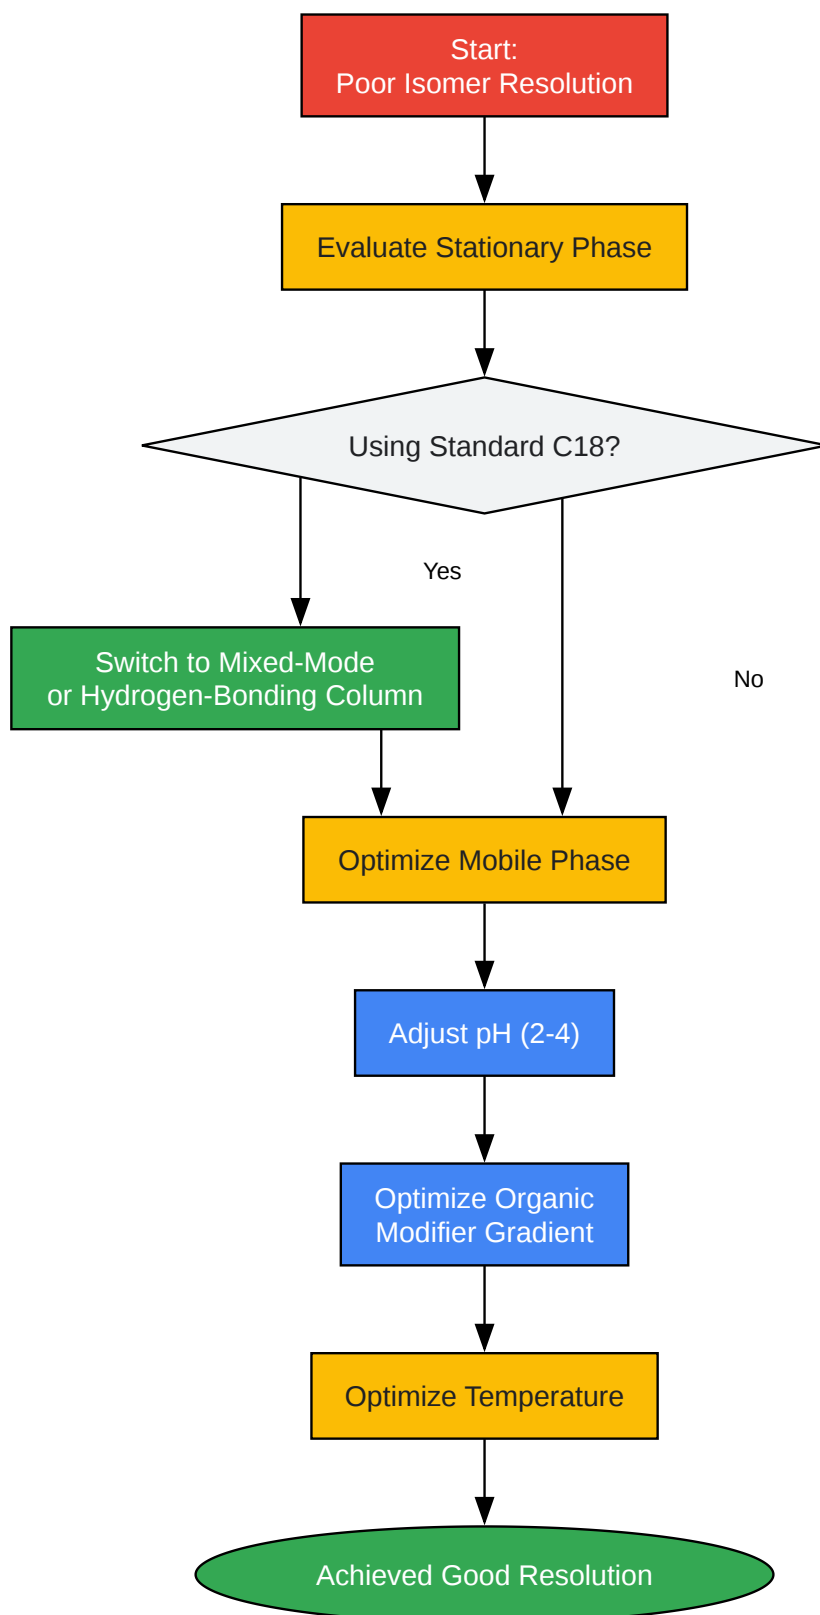 Start:
Poor Isomer Resolution
Evaluate Stationary Phase
Using Standard C18?
Yes
Switch to Mixed-Mode
or Hydrogen-Bonding Column
No
Optimize Mobile Phase
Adjust pH (2-4)
Optimize Organic
Modifier Gradient
Optimize Temperature
Achieved Good Resolution